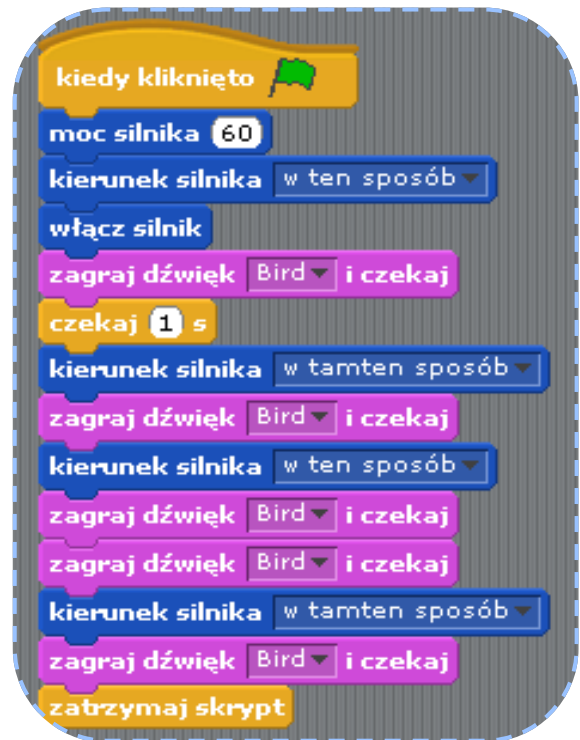 kiedy kliknięto
moc silnika 60
kierunek silnika w ten sposób
włącz silnik
zagraj dźwięk Bird i czekaj
czekaj 1 s
kierunek silnika w tamten sposób
zagraj dźwięk Bird i czekaj
kierunek silnika w ten sposób
zagraj dźwięk Bird i czekaj
zagraj dźwięk Bird i czekaj
kierunek silnika w tamten sposób
zagraj dźwięk Bird i czekaj
zatrzymaj skrypt